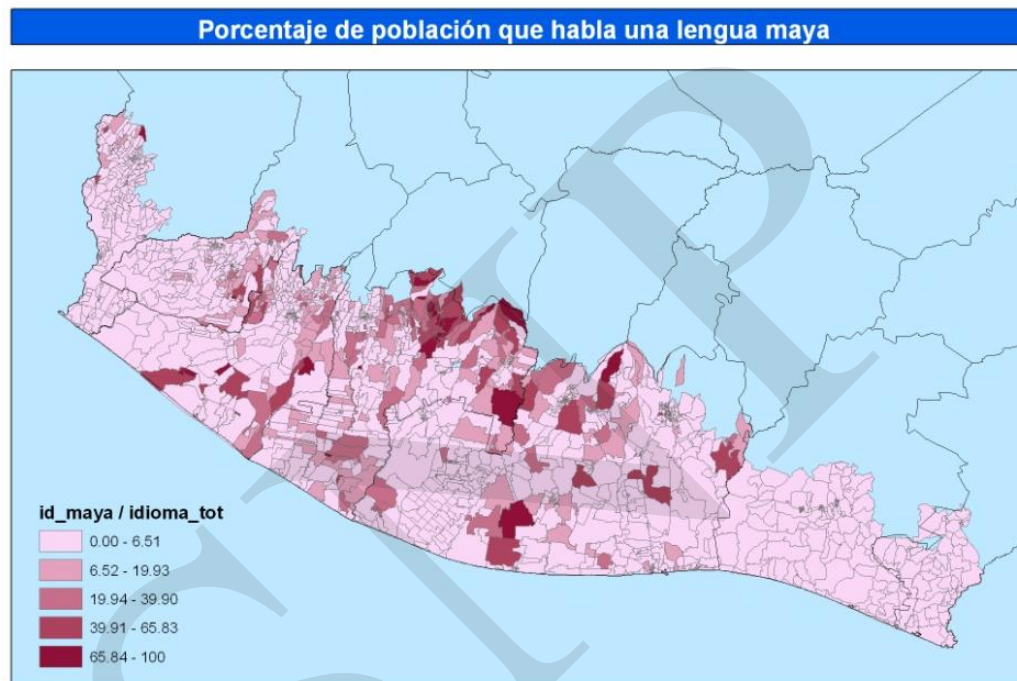 Porcentaje de población que habla una lengua maya
id_maya / idioma_tot
0.00 - 6.51
6.52 - 19.93
19.94 - 39.90
39.91 - 65.83
65.84 - 100